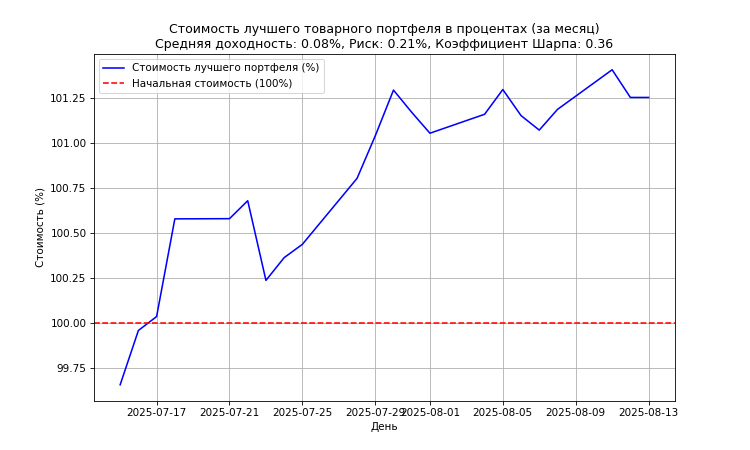 Стоимость лучшего товарного портфеля в процентах (за месяц)
Средняя доходность: 0.08%, Риск: 0.21%, Коэффициент Шарпа: 0.36
Стоимость лучшего портфеля (%)
Начальная стоимость (100%)
Стоимость (%)
101.25
101.00
100.75
100.50
100.25
100.00
99.75
2025-07-17
2025-07-21
2025-07-25
2025-07-29
2025-08-01
2025-08-05
2025-08-09
2025-08-13
День